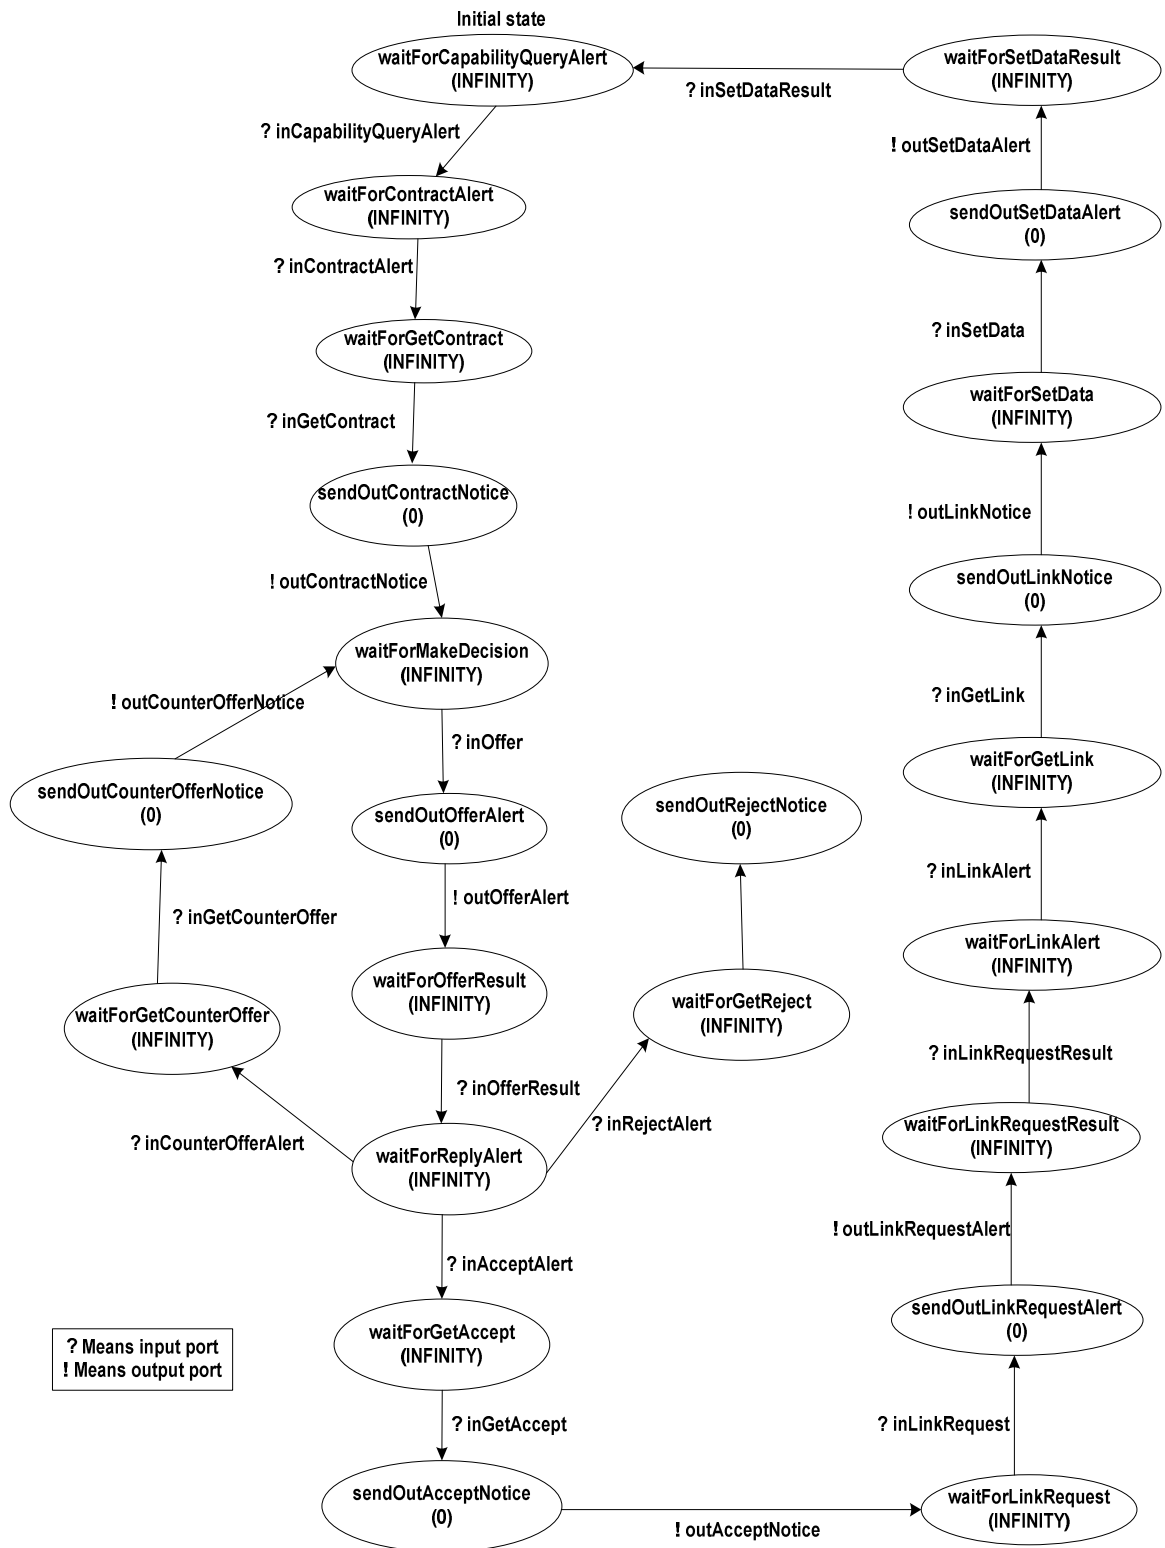 Initial state
waitForCapabilityQueryAlert
(INFINITY)
? inCapabilityQueryAlert
waitForContractAlert
(INFINITY)
? inContractAlert
waitForGetContract
(INFINITY)
? inGetContract
sendOutContractNotice
(0)
! outContractNotice
waitForMakeDecision
(INFINITY)
! outCounterOfferNotice
? inOffer
sendOutCounterOfferNotice
(0)
sendOutOfferAlert
(0)
sendOutRejectNotice
(0)
? inGetCounterOffer
! outOfferAlert
waitForOfferResult
(INFINITY)
waitForGetCounterOffer
(INFINITY)
waitForGetReject
(INFINITY)
? inOfferResult
? inCounterOfferAlert
? inRejectAlert
waitForReplyAlert
(INFINITY)
? inAcceptAlert
waitForGetAccept
(INFINITY)
? Means input port
! Means output port
? inGetAccept
sendOutAcceptNotice
(0)
! outAcceptNotice
waitForLinkRequest
(INFINITY)
? inLinkRequest
sendOutLinkRequestAlert
(0)
! outLinkRequestAlert
waitForLinkRequestResult
(INFINITY)
? inLinkRequestResult
waitForLinkAlert
(INFINITY)
? inLinkAlert
waitForGetLink
(INFINITY)
? inGetLink
sendOutLinkNotice
(0)
! outLinkNotice
waitForSetData
(INFINITY)
? inSetData
sendOutSetDataAlert
(0)
! outSetDataAlert
waitForSetDataResult
(INFINITY)
? inSetDataResult